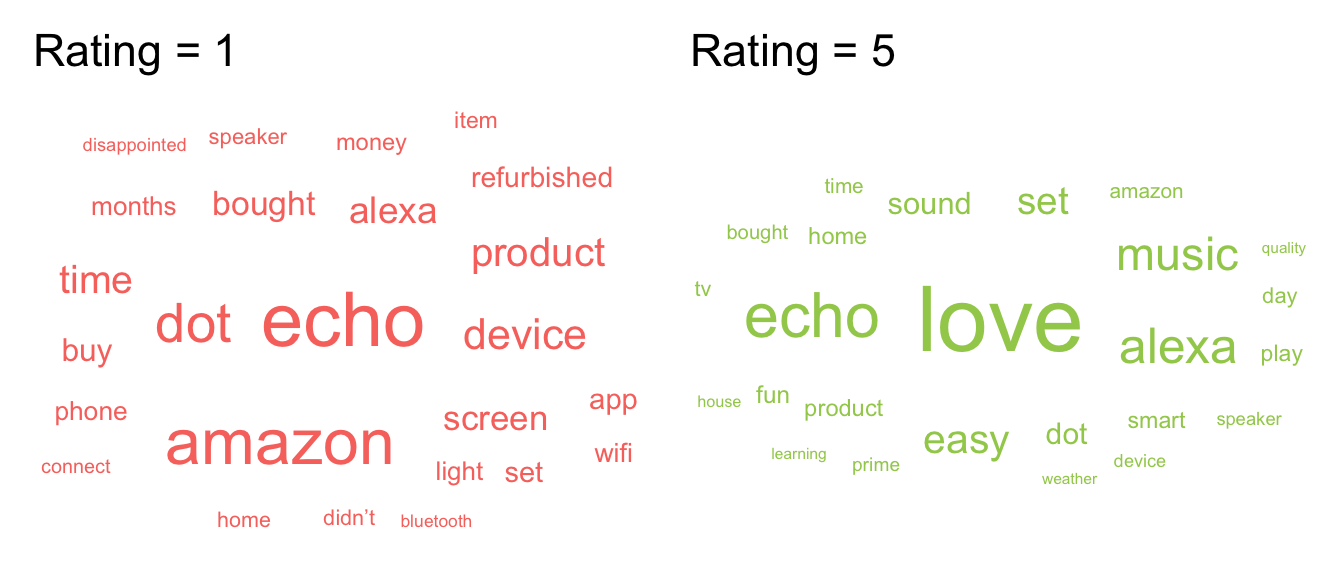 Rating = 1
item
disappointed speaker money
refurbished
months bought alexa
product
time
dot echo device
buy
phone screen app
amazon
connect light set wifi
home didn’t bluetooth
Rating = 5
time sound set amazon
bought home
music quality
tv day
echo love
alexa play
house fun product
easy dot smart speaker
learning prime device
weather